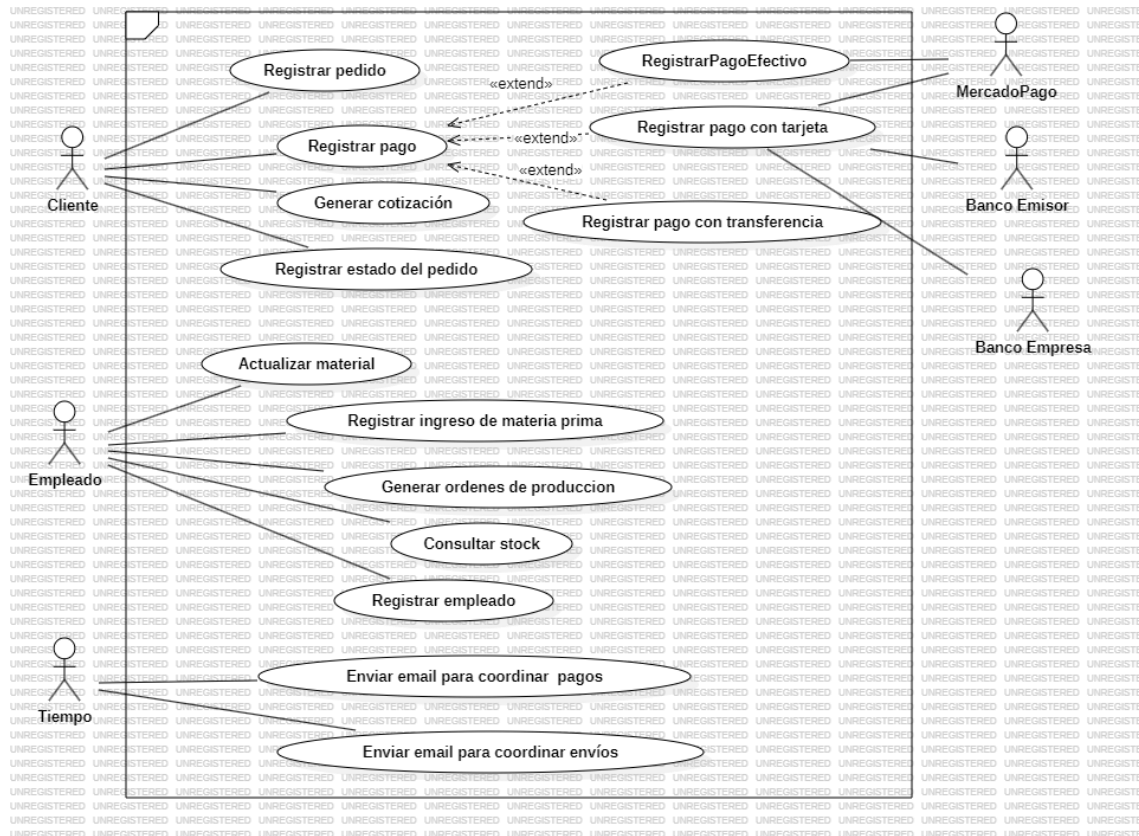 UNREGISTERED
Registrar pedido
RegistrarPagoEfectivo
MercadoPago
«extend»
Registrar pago con tarjeta
«extend»
Registrar pago
Cliente
«extend»
Generar cotización
Banco Emisor
Registrar pago con transferencia
Registrar estado del pedido
Banco Empresa
Actualizar material
Registrar ingreso de materia prima
Empleado
Generar ordenes de produccion
Consultar stock
Registrar empleado
Enviar email para coordinar  pagos
Tiempo
Enviar email para coordinar envíos